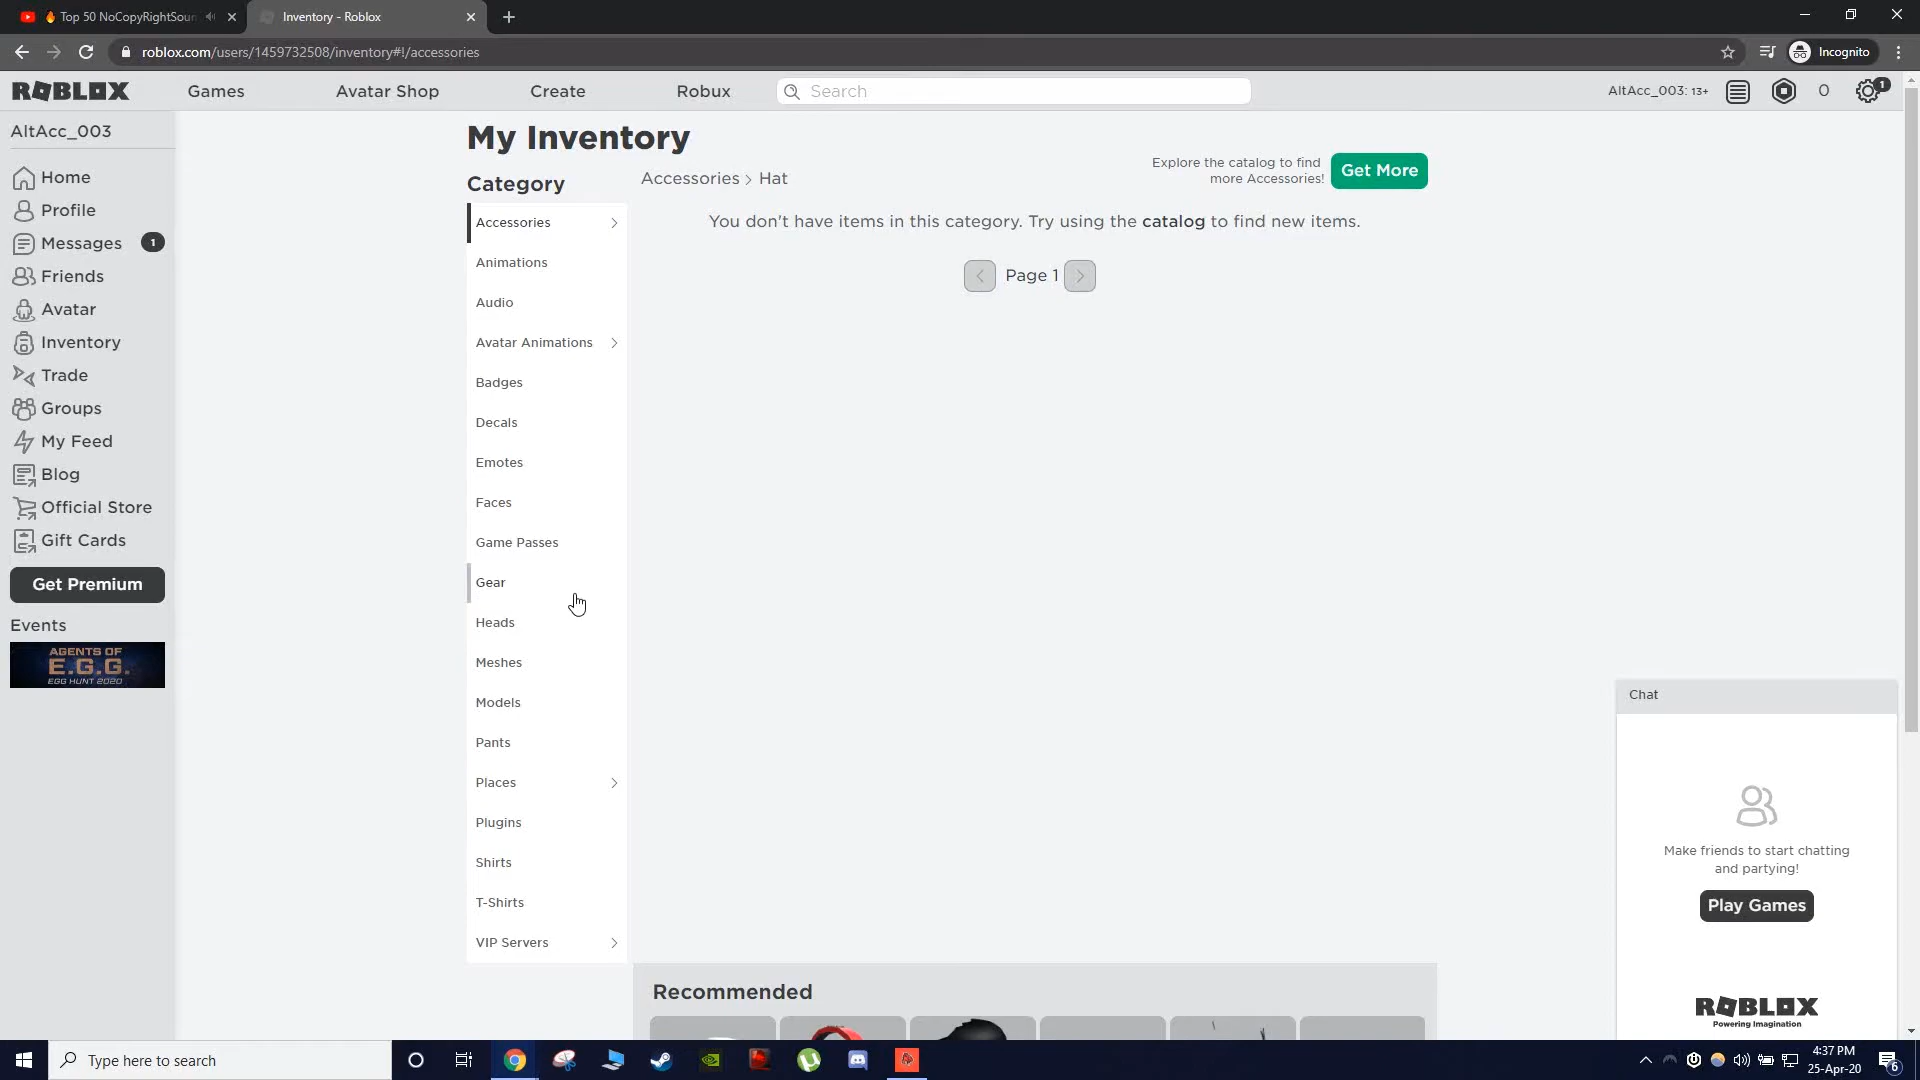 🔥 Top 50 NoCopyRightSoun
Inventory - Roblox
roblox.com/users/1459732508/inventory#!/accessories
Incognito
ROBLOX
Games
Avatar Shop
Create
Robux
Search
AltAcc_003: 13+
0
1
AltAcc_003
Home
Profile
Messages
1
Friends
Avatar
Inventory
Trade
Groups
My Feed
Blog
Official Store
Gift Cards
Get Premium
Events
AGENTS OF
E.G.G.
EGG HUNT 2020
My Inventory
Category
Accessories
Animations
Audio
Avatar Animations
Badges
Decals
Emotes
Faces
Game Passes
Gear
Heads
Meshes
Models
Pants
Places
Plugins
Shirts
T-Shirts
VIP Servers
Accessories > Hat
Explore the catalog to find
more Accessories!
Get More
You don't have items in this category. Try using the catalog to find new items.
Page 1
Recommended
Chat
Make friends to start chatting
and partying!
Play Games
ROBLOX
Powering Imagination
Type here to search
4:37 PM
25-Apr-20
6